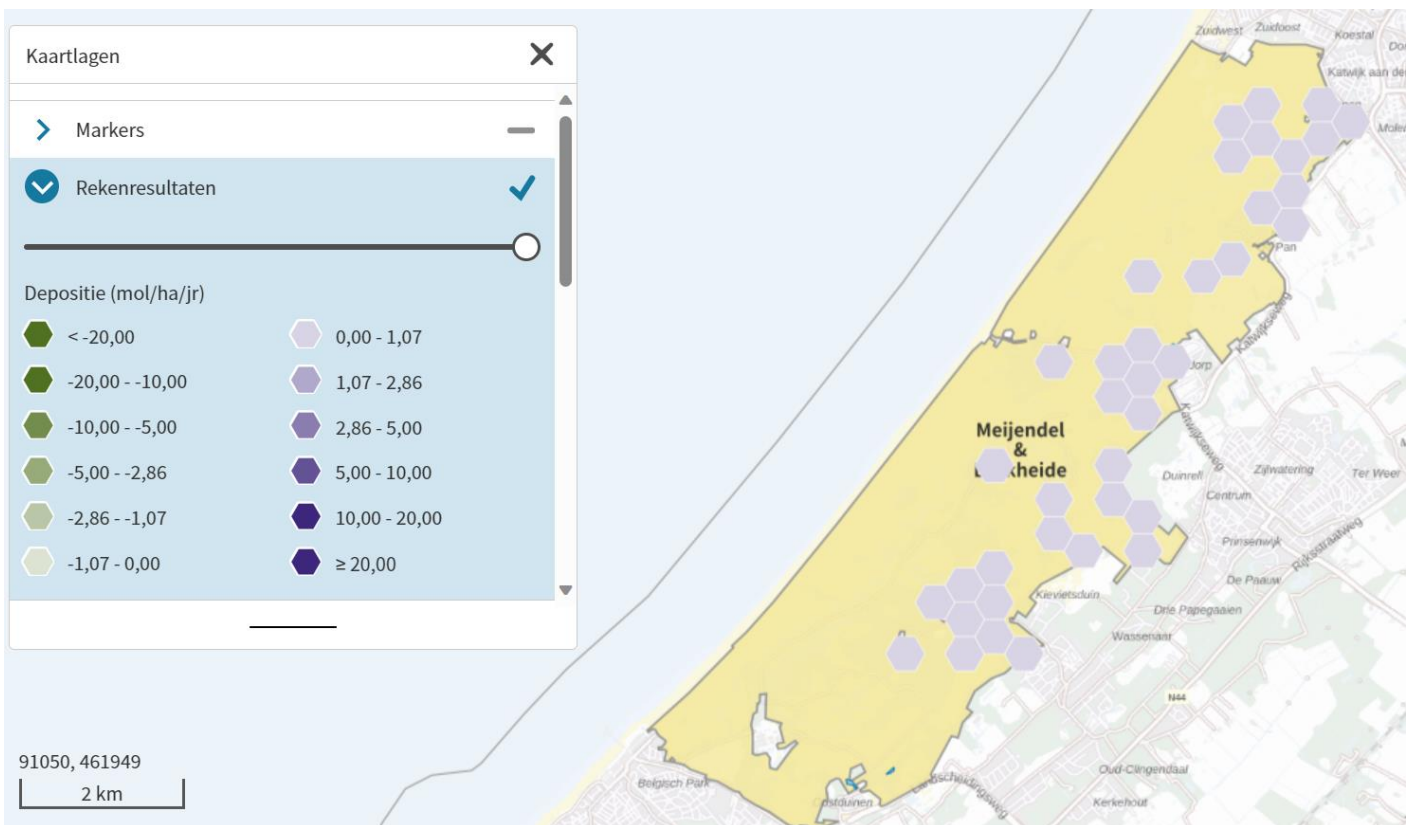 Kaartlagen
Markers
Rekenresultaten
Depositie (mol/ha/jr)
< -20,00
0,00 - 1,07
-20,00 - -10,00
1,07 - 2,86
-10,00 - -5,00
2,86 - 5,00
-5,00 - -2,86
5,00 - 10,00
-2,86 - -1,07
10,00 - 20,00
-1,07 - 0,00
≥ 20,00
91050, 461949
2 km
Zuidwest
Zuidoost
Koestal
Katwijk aan de
Pan
Katwijkseweg
Meijendel
&
kheide
Katwijkseweg
Duinrell
Zijlwatering
Ter Weer
Centrum
Prinsenwijk
Rijksstraatweg
De Paauw
Kievietsduin
Drie Papegaaien
Wassenaar
N44
Oud-Clingendaal
Belgisch Park
Kerkehout